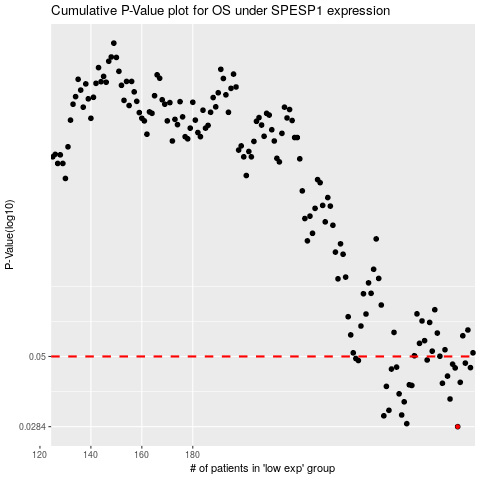 Cumulative P-Value plot for OS under SPESP1 expression
P-Value(log10)
0.05
0.0284
120 140 160 180
# of patients in 'low exp' group